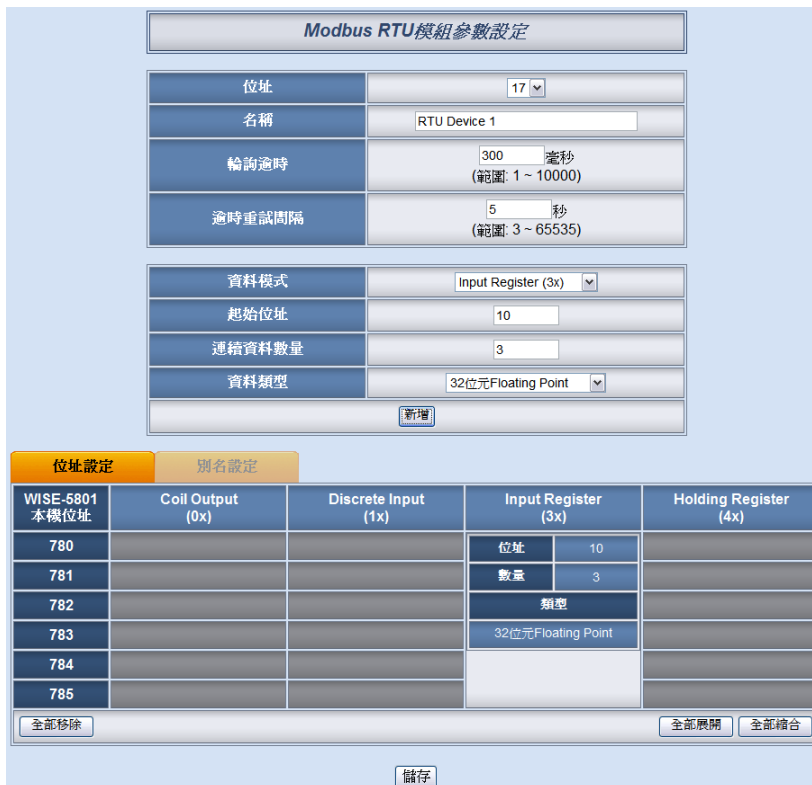 Modbus RTU模組參數設定
位址 17
名稱 RTU Device 1
輪詢逾時 300 毫秒
(範圍: 1 ~ 10000)
逾時重試間隔 5 秒
(範圍: 3 ~ 65535)
資料模式 Input Register (3x)
起始位址 10
連續資料數量 3
資料類型 32位元Floating Point
新增
位址設定 別名設定
WISE-5801 Coil Output Discrete Input Input Register Holding Register
本機位址 (0x) (1x) (3x) (4x)
780 位址 10
781 數量 3
782 類型
783 32位元Floating Point
784
785
全部移除 全部展開 全部縮合
儲存